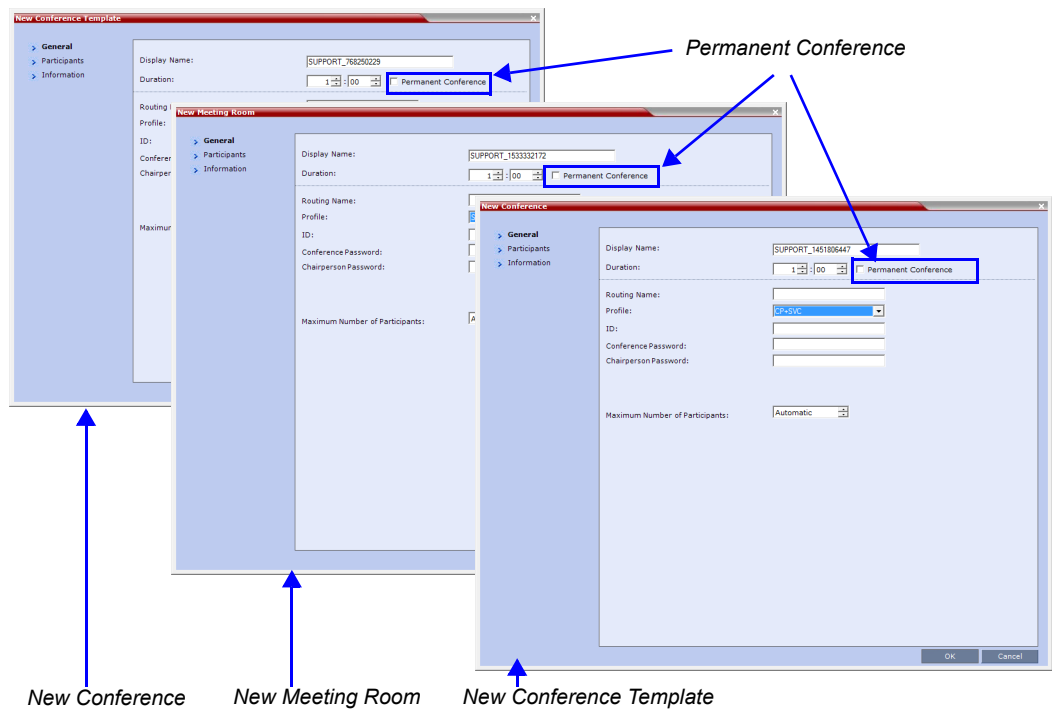 New Conference Template
General
Participants
Information
Display Name:
SUPPORT_768250229
Duration:
1 : 00
Permanent Conference
Routing
Profile:
ID:
Chairper
Maximur
Permanent Conference
New Meeting Room
General
Participants
Information
Display Name:
SUPPORT_1533332172
Duration:
1 : 00
Permanent Conference
Routing Name:
Profile:
ID:
Conference Password:
Chairperson Password:
Maximum Number of Participants:
New Conference
General
Participants
Information
Display Name:
SUPPORT_1451806447
Duration:
1 : 00
Permanent Conference
Routing Name:
Profile:
CP+SVC
ID:
Conference Password:
Chairperson Password:
Maximum Number of Participants:
Automatic
OK Cancel
New Conference
New Meeting Room
New Conference Template